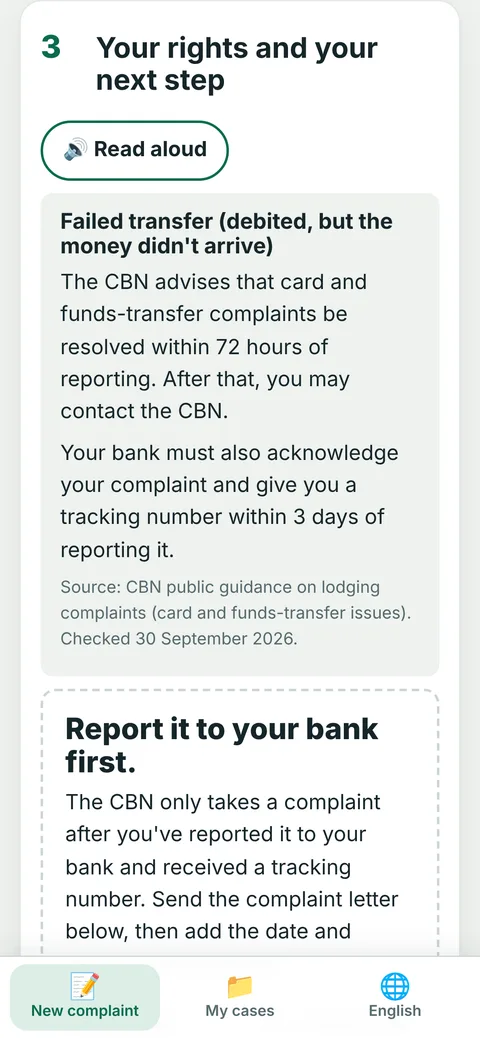 3 Your rights and your
next step
🔊 Read aloud
Failed transfer (debited, but the
money didn't arrive)
The CBN advises that card and
funds-transfer complaints be
resolved within 72 hours of
reporting. After that, you may
contact the CBN.
Your bank must also acknowledge
your complaint and give you a
tracking number within 3 days of
reporting it.
Source: CBN public guidance on lodging
complaints (card and funds-transfer issues).
Checked 30 September 2026.
Report it to your bank
first.
The CBN only takes a complaint
after you've reported it to your
bank and received a tracking
number. Send the complaint letter
below, then add the date and
New complaint
My cases
English